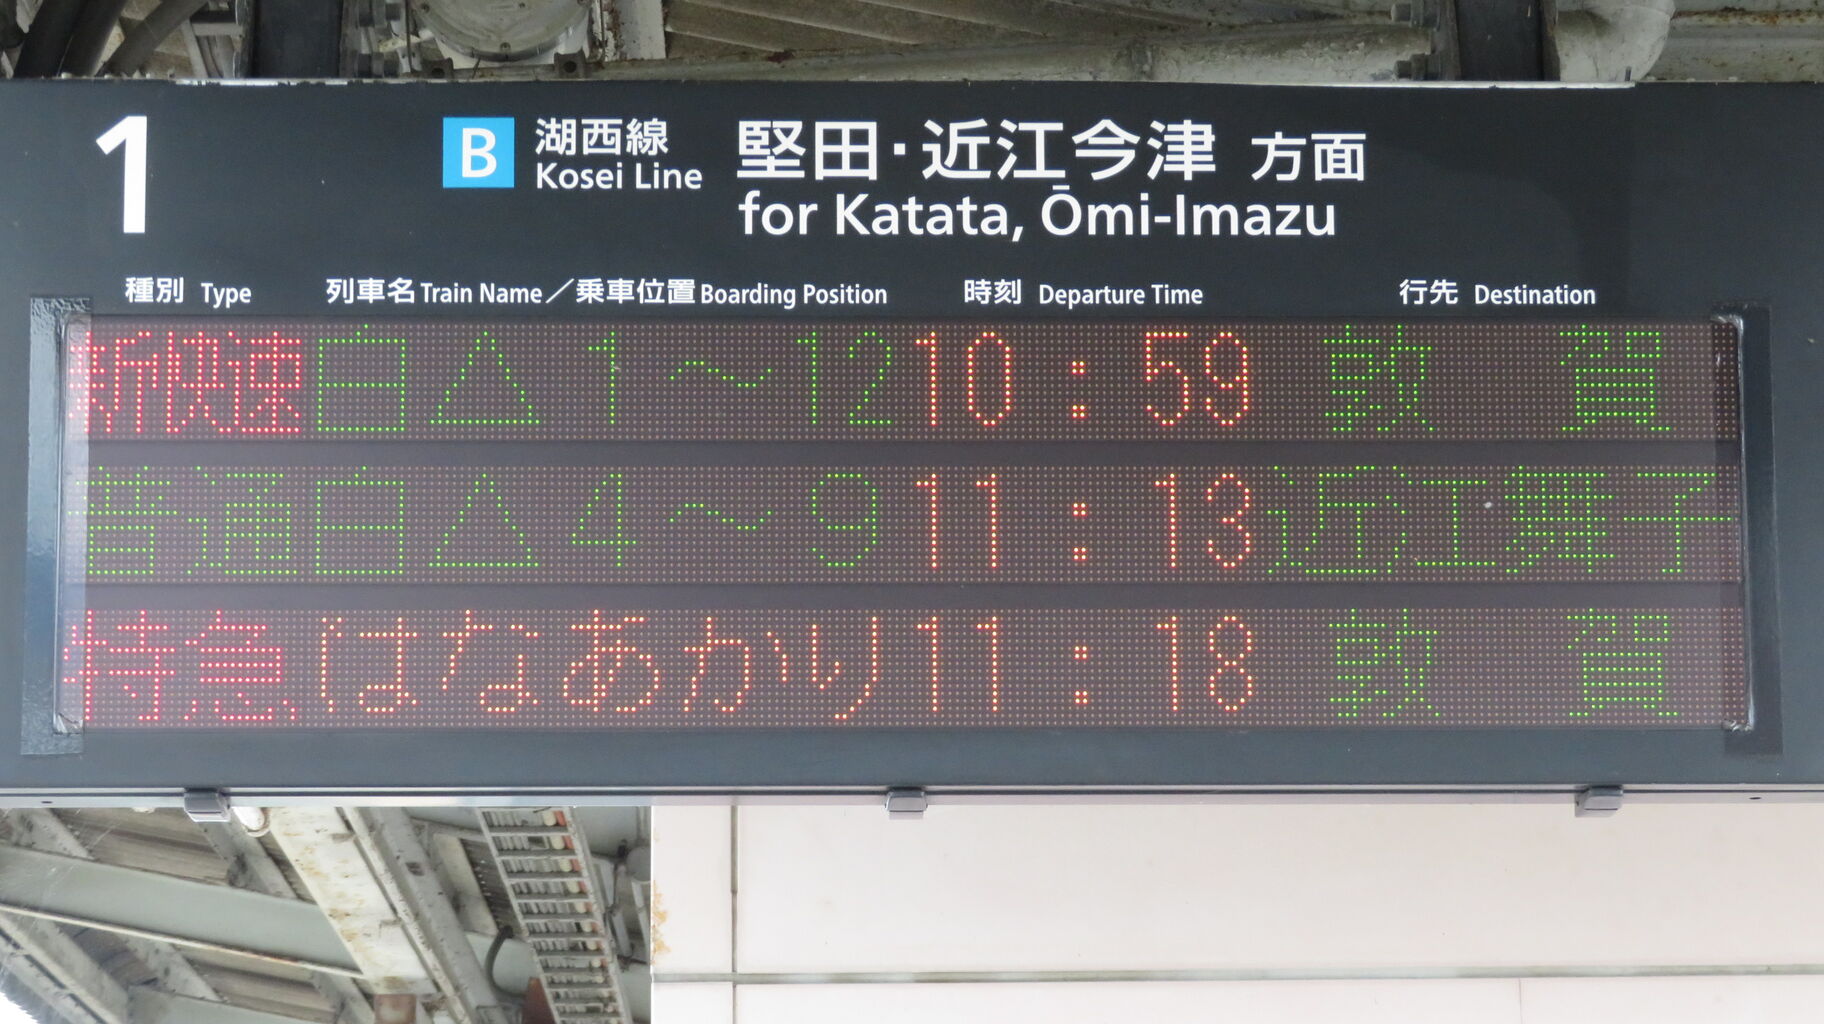 1
B 湖西線 堅田・近江今津 方面
Kosei Line for Katata, Ōmi-Imazu
種別 Type 列車名 Train Name／乗車位置 Boarding Position 時刻 Departure Time 行先 Destination
新快速 白△ 1～12 10:59 敦賀
普通 白△ 4～9 11:13 近江舞子
特急 はなあかり 11:18 敦賀